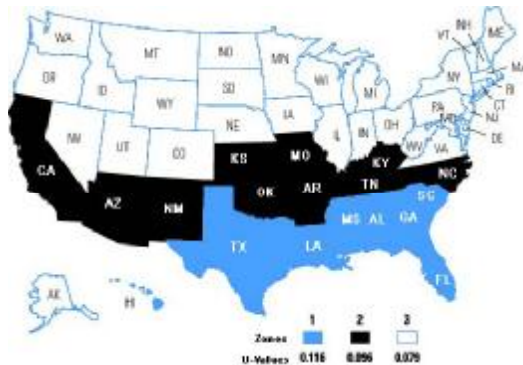 WA
MT
ND
MN
VT
NH
ME
OR
ID
WY
SD
WI
MI
NY
MA
RI
CT
NJ
NV
UT
CO
NE
IA
IL
IN
OH
PA
MD
DE
WV
VA
CA
AZ
NM
KS
MO
OK
AR
KY
TN
NC
TX
LA
MS AL GA
SC
FL
AK
HI
Zones 1 2 3
U-Values 0.116 0.096 0.079